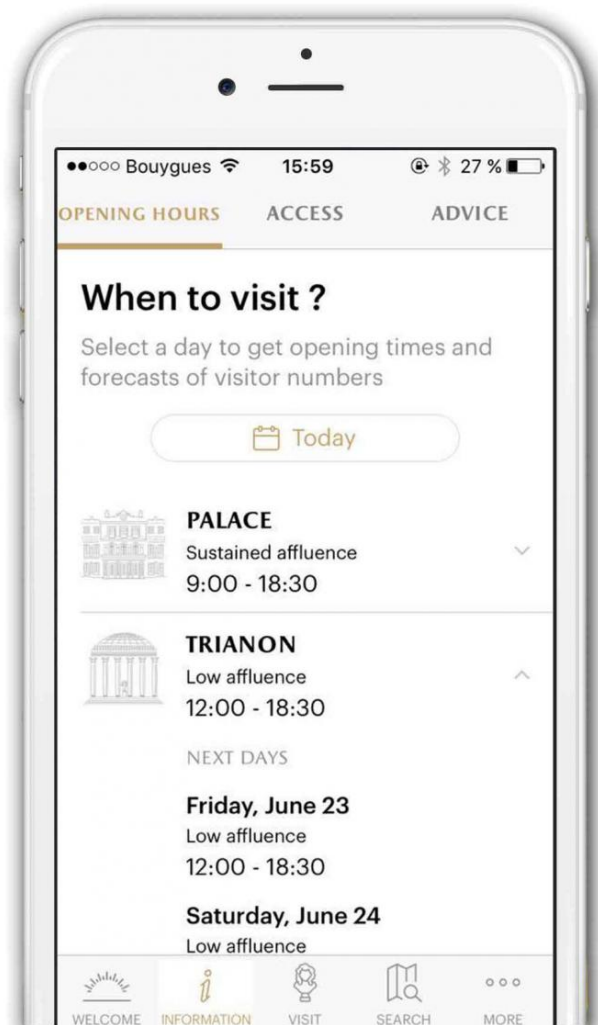 Bouygues 15:59 27 %
OPENING HOURS ACCESS ADVICE
When to visit ?
Select a day to get opening times and
forecasts of visitor numbers
Today
PALACE
Sustained affluence
9:00 - 18:30
TRIANON
Low affluence
12:00 - 18:30
NEXT DAYS
Friday, June 23
Low affluence
12:00 - 18:30
Saturday, June 24
Low affluence
WELCOME INFORMATION VISIT SEARCH MORE